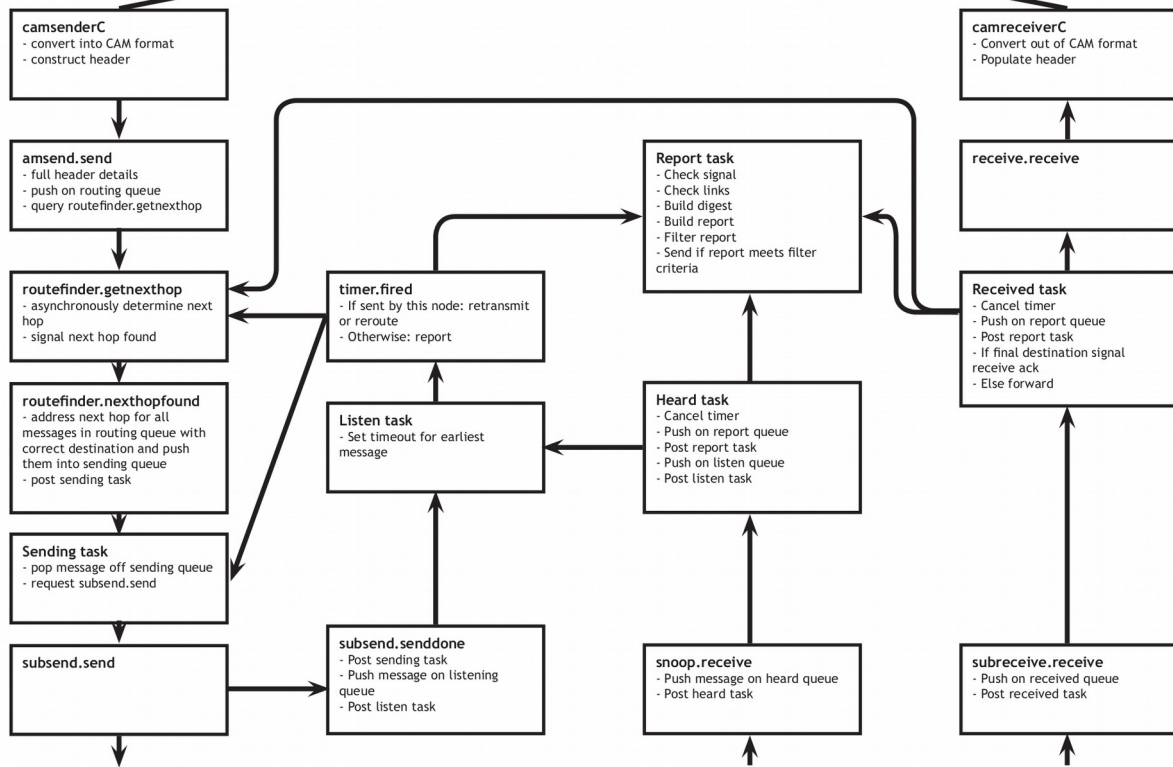 camsenderC
- convert into CAM format
- construct header
amsend.send
- full header details
- push on routing queue
- query routefinder.getnexthop
routefinder.getnexthop
- asynchronously determine next
hop
- signal next hop found
routefinder.nexthopfound
- address next hop for all
messages in routing queue with
correct destination and push
them into sending queue
- post sending task
Sending task
- pop message off sending queue
- request subsend.send
subsend.send
timer.fired
- If sent by this node: retransmit
or reroute
- Otherwise: report
Listen task
- Set timeout for earliest
message
subsend.senddone
- Post sending task
- Push message on listening
queue
- Post listen task
Report task
- Check signal
- Check links
- Build digest
- Build report
- Filter report
- Send if report meets filter
criteria
Heard task
- Cancel timer
- Push on report queue
- Post report task
- Push on listen queue
- Post listen task
snoop.receive
- Push message on heard queue
- Post heard task
camreceiverC
- Convert out of CAM format
- Populate header
receive.receive
Received task
- Cancel timer
- Push on report queue
- Post report task
- If final destination signal
receive ack
- Else forward
subreceive.receive
- Push on received queue
- Post received task